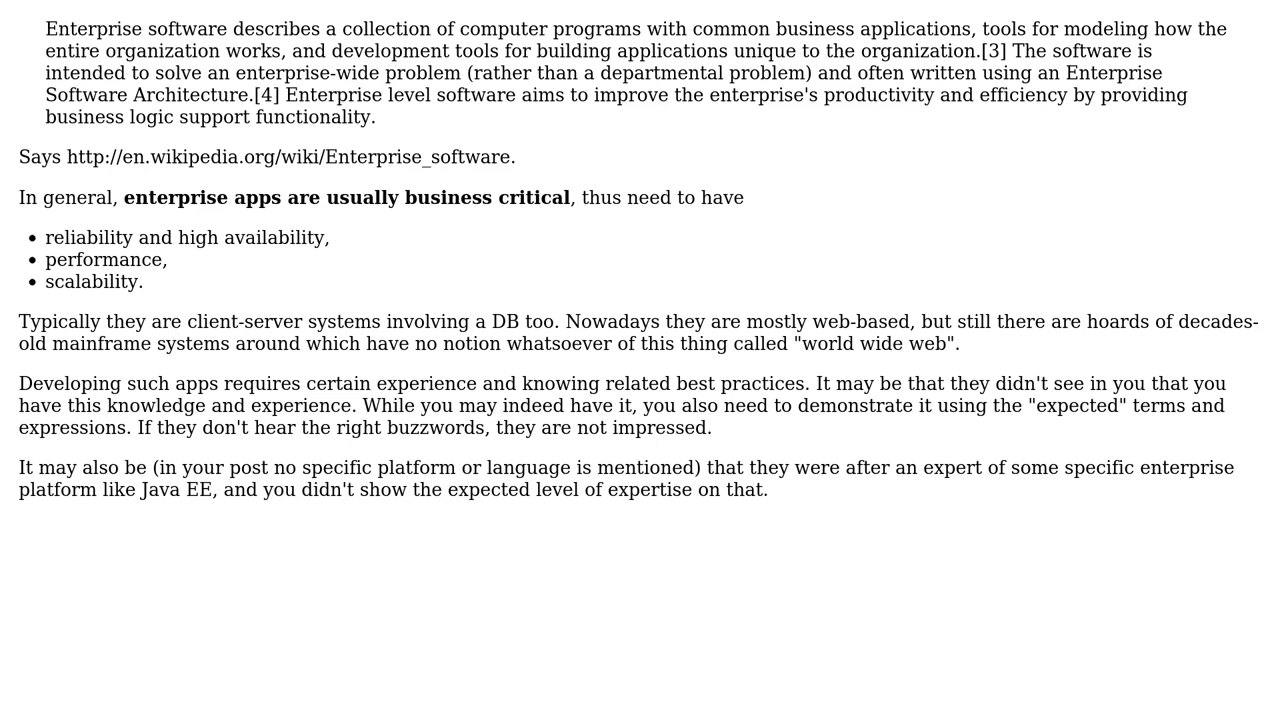 Enterprise software describes a collection of computer programs with common business applications, tools for modeling how the
entire organization works, and development tools for building applications unique to the organization.[3] The software is
intended to solve an enterprise-wide problem (rather than a departmental problem) and often written using an Enterprise
Software Architecture.[4] Enterprise level software aims to improve the enterprise's productivity and efficiency by providing
business logic support functionality.
Says http://en.wikipedia.org/wiki/Enterprise_software.
In general, enterprise apps are usually business critical, thus need to have
• reliability and high availability,
• performance,
• scalability.
Typically they are client-server systems involving a DB too. Nowadays they are mostly web-based, but still there are hoards of decades-
old mainframe systems around which have no notion whatsoever of this thing called "world wide web".
Developing such apps requires certain experience and knowing related best practices. It may be that they didn't see in you that you
have this knowledge and experience. While you may indeed have it, you also need to demonstrate it using the "expected" terms and
expressions. If they don't hear the right buzzwords, they are not impressed.
It may also be (in your post no specific platform or language is mentioned) that they were after an expert of some specific enterprise
platform like Java EE, and you didn't show the expected level of expertise on that.